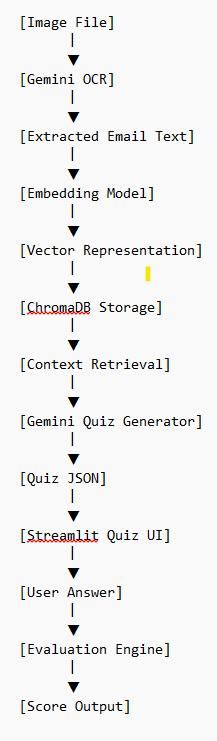 [Image File]
|
▼
[Gemini OCR]
|
▼
[Extracted Email Text]
|
▼
[Embedding Model]
|
▼
[Vector Representation]
|
▼
[ChromaDB Storage]
|
▼
[Context Retrieval]
|
▼
[Gemini Quiz Generator]
|
▼
[Quiz JSON]
|
▼
[Streamlit Quiz UI]
|
▼
[User Answer]
|
▼
[Evaluation Engine]
|
▼
[Score Output]